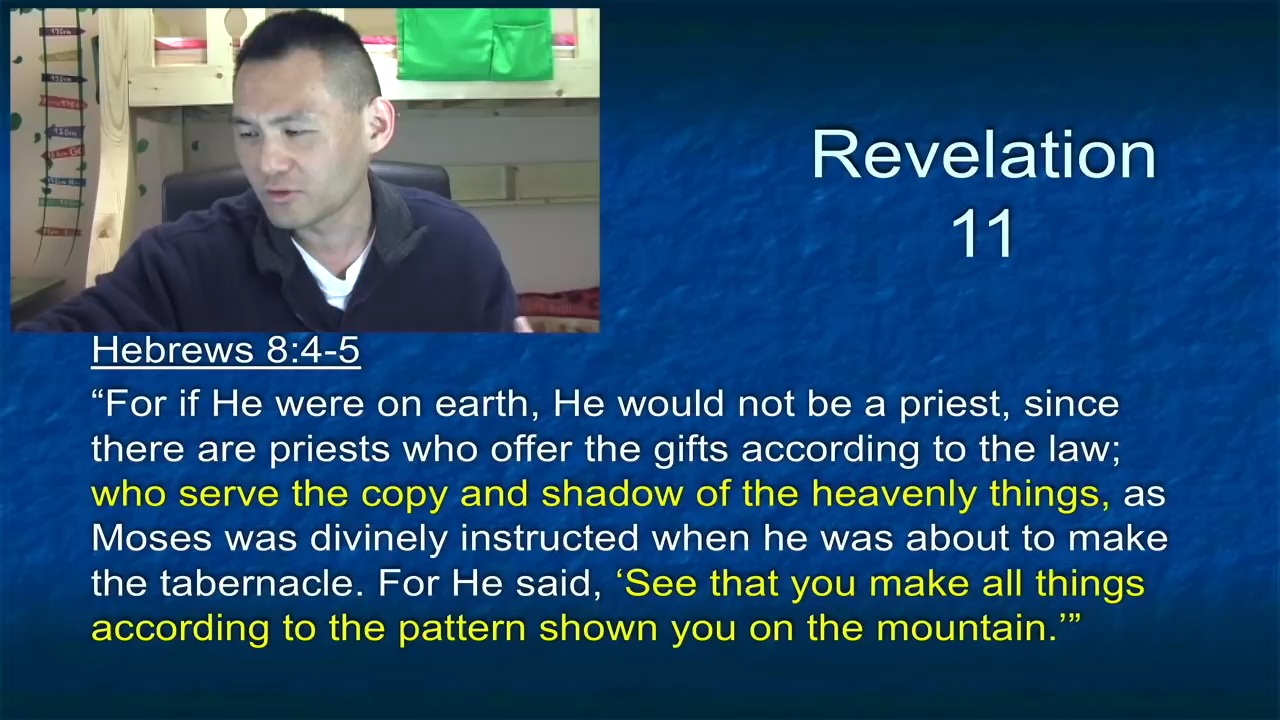 Revelation
11
Hebrews 8:4-5
“For if He were on earth, He would not be a priest, since
there are priests who offer the gifts according to the law;
who serve the copy and shadow of the heavenly things, as
Moses was divinely instructed when he was about to make
the tabernacle. For He said, ‘See that you make all things
according to the pattern shown you on the mountain.’”